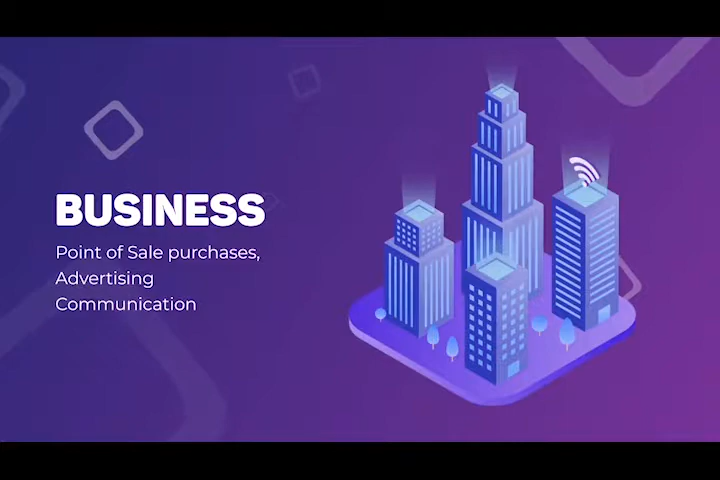 BUSINESS
Point of Sale purchases,
Advertising
Communication